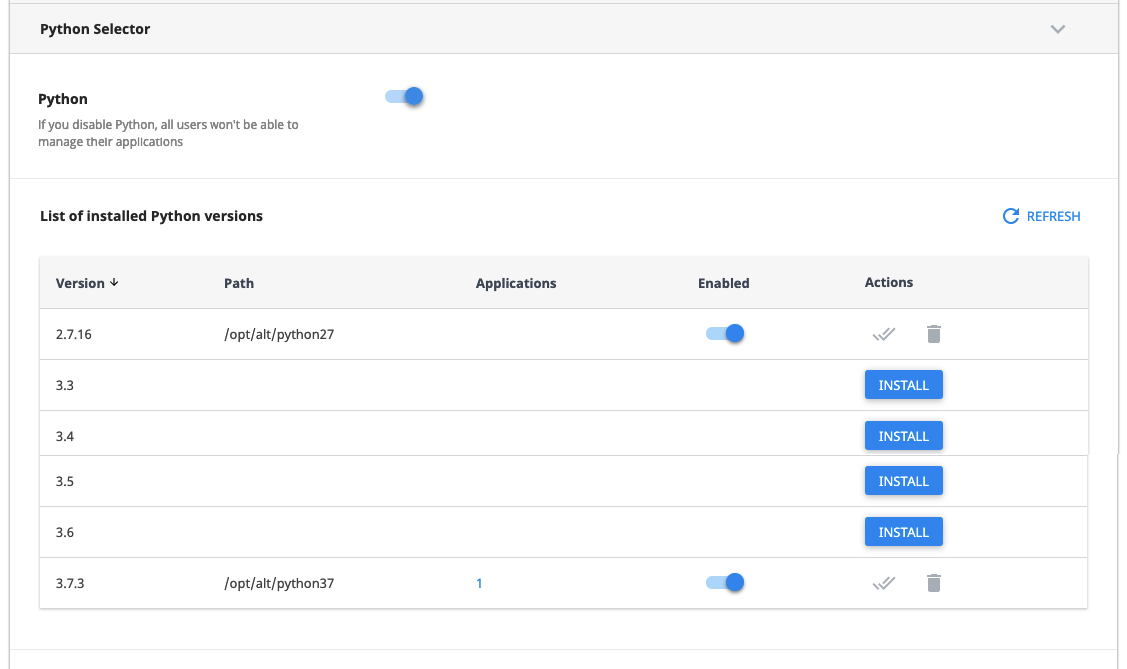 Python Selector
Python
If you disable Python, all users won't be able to
manage their applications
List of installed Python versions
REFRESH
Version Path Applications Enabled Actions
2.7.16 /opt/alt/python27
3.3 INSTALL
3.4 INSTALL
3.5 INSTALL
3.6 INSTALL
3.7.3 /opt/alt/python37 1